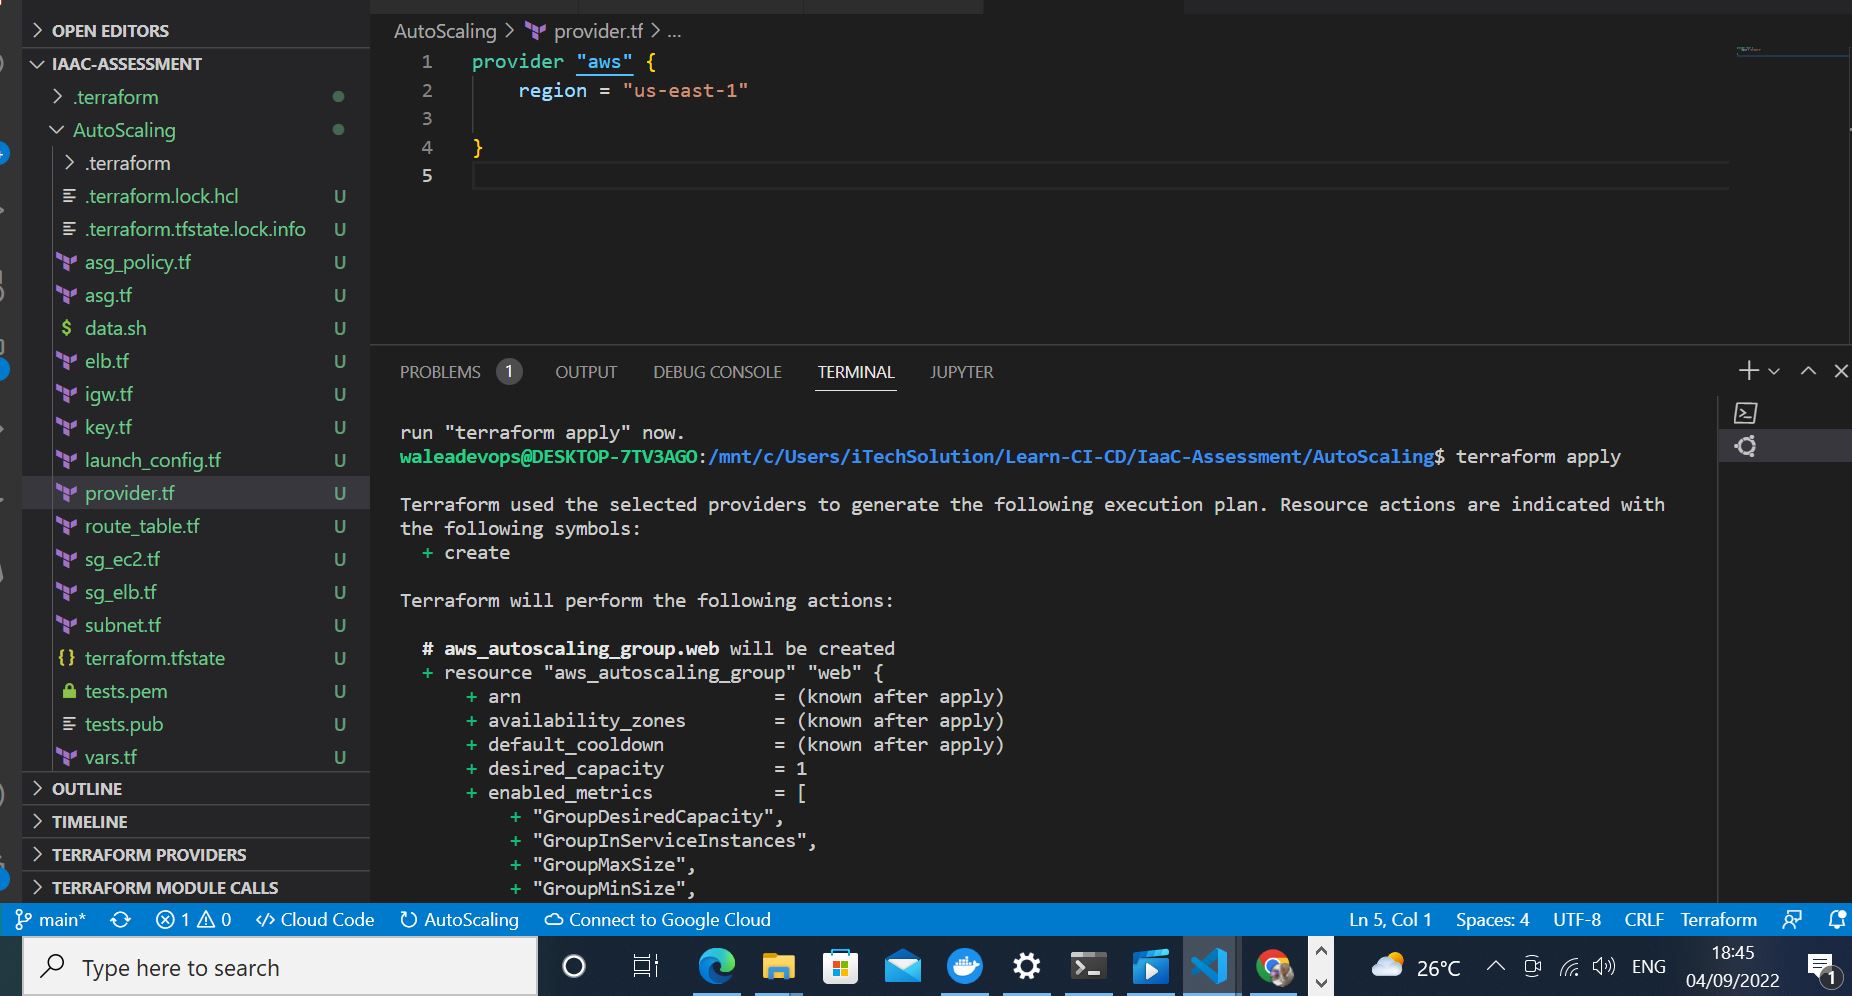 OPEN EDITORS
IAAC-ASSESSMENT
.terraform
AutoScaling
.terraform
.terraform.lock.hcl U
.terraform.tfstate.lock.info U
asg_policy.tf U
asg.tf U
$ data.sh U
elb.tf U
igw.tf U
key.tf U
launch_config.tf U
provider.tf U
route_table.tf U
sg_ec2.tf U
sg_elb.tf U
subnet.tf U
{} terraform.tfstate U
tests.pem U
tests.pub U
vars.tf U
OUTLINE
TIMELINE
TERRAFORM PROVIDERS
TERRAFORM MODULE CALLS
AutoScaling > provider.tf > ...
1 provider "aws" {
2 region = "us-east-1"
3
4 }
5
PROBLEMS 1 OUTPUT DEBUG CONSOLE TERMINAL JUPYTER
run "terraform apply" now.
waleadevops@DESKTOP-7TV3AGO:/mnt/c/Users/iTechSolution/Learn-CI-CD/IaaC-Assessment/AutoScaling$ terraform apply
Terraform used the selected providers to generate the following execution plan. Resource actions are indicated with
the following symbols:
+ create
Terraform will perform the following actions:
# aws_autoscaling_group.web will be created
+ resource "aws_autoscaling_group" "web" {
+ arn = (known after apply)
+ availability_zones = (known after apply)
+ default_cooldown = (known after apply)
+ desired_capacity = 1
+ enabled_metrics = [
+ "GroupDesiredCapacity",
+ "GroupInServiceInstances",
+ "GroupMaxSize",
+ "GroupMinSize",
main* 1 0 Cloud Code AutoScaling Connect to Google Cloud Ln 5, Col 1 Spaces: 4 UTF-8 CRLF Terraform
Type here to search 26°C ENG 18:45
04/09/2022 1